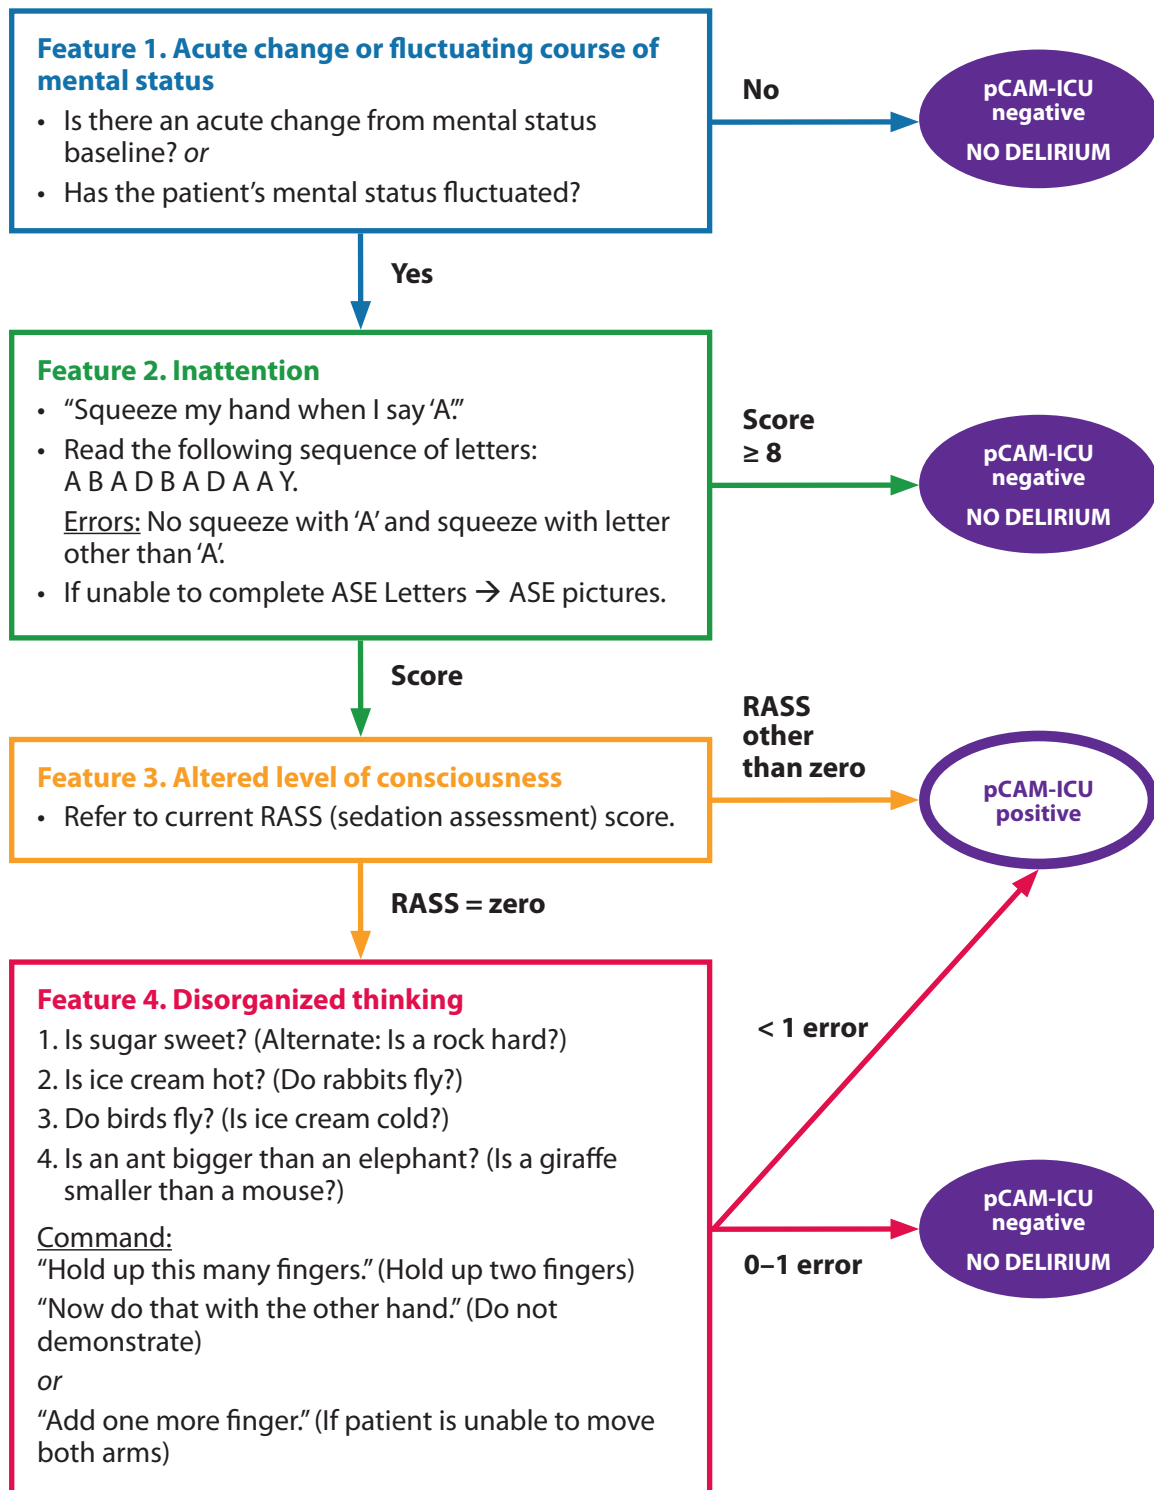 Feature 1. Acute change or fluctuating course of
mental status
• Is there an acute change from mental status
baseline? or
• Has the patient’s mental status fluctuated?
No
pCAM-ICU
negative
NO DELIRIUM
Yes
Feature 2. Inattention
• “Squeeze my hand when I say ‘A’.”
• Read the following sequence of letters:
A B A D B A D A A Y.
Errors: No squeeze with ‘A’ and squeeze with letter
other than ‘A’.
• If unable to complete ASE Letters → ASE pictures.
Score
≥ 8
pCAM-ICU
negative
NO DELIRIUM
Score
Feature 3. Altered level of consciousness
• Refer to current RASS (sedation assessment) score.
RASS
other
than zero
pCAM-ICU
positive
RASS = zero
Feature 4. Disorganized thinking
1. Is sugar sweet? (Alternate: Is a rock hard?)
2. Is ice cream hot? (Do rabbits fly?)
3. Do birds fly? (Is ice cream cold?)
4. Is an ant bigger than an elephant? (Is a giraffe
smaller than a mouse?)
Command:
“Hold up this many fingers.” (Hold up two fingers)
“Now do that with the other hand.” (Do not
demonstrate)
or
“Add one more finger.” (If patient is unable to move
both arms)
< 1 error
0–1 error
pCAM-ICU
negative
NO DELIRIUM